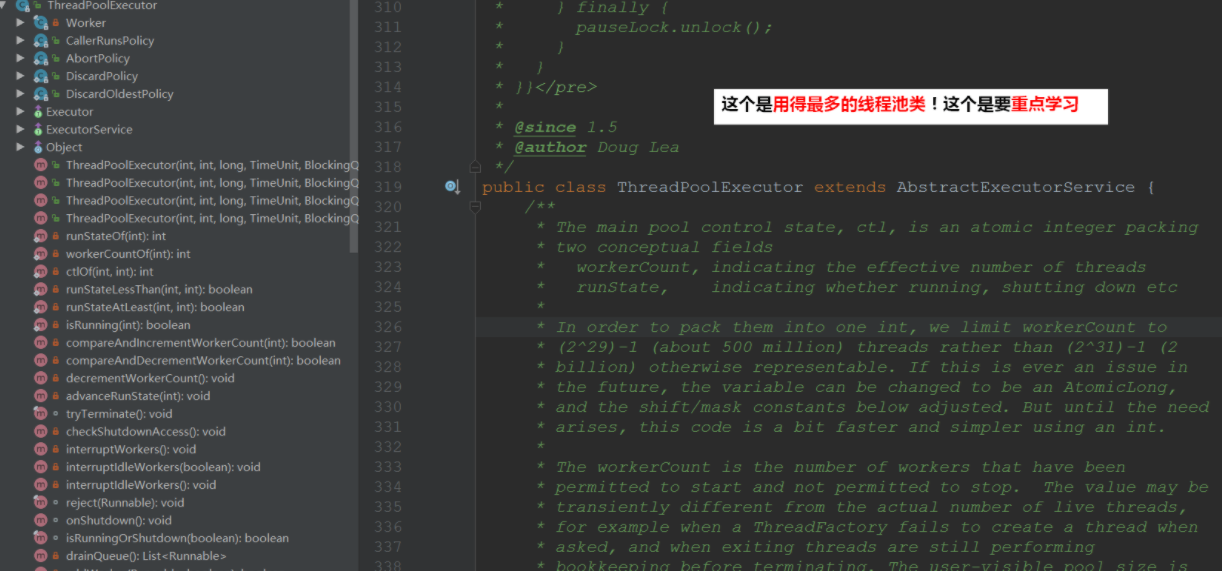 ThreadPoolExecutor
Worker
CallerRunsPolicy
AbortPolicy
DiscardPolicy
DiscardOldestPolicy
Executor
ExecutorService
Object
ThreadPoolExecutor(int, int, long, TimeUnit, BlockingQ
ThreadPoolExecutor(int, int, long, TimeUnit, BlockingQ
ThreadPoolExecutor(int, int, long, TimeUnit, BlockingQ
ThreadPoolExecutor(int, int, long, TimeUnit, BlockingQ
runStateOf(int): int
workerCountOf(int): int
ctlOf(int, int): int
runStateLessThan(int, int): boolean
runStateAtLeast(int, int): boolean
isRunning(int): boolean
compareAndIncrementWorkerCount(int): boolean
compareAndDecrementWorkerCount(int): boolean
decrementWorkerCount(): void
advanceRunState(int): void
tryTerminate(): void
checkShutdownAccess(): void
interruptWorkers(): void
interruptIdleWorkers(boolean): void
interruptIdleWorkers(): void
reject(Runnable): void
onShutdown(): void
isRunningOrShutdown(boolean): boolean
drainQueue(): List<Runnable>
310 * } finally {
311 * pauseLock.unlock();
312 * }
313 * }
314 * }}</pre>
这个是用得最多的线程池类！这个是要重点学习
315 *
316 * @since 1.5
317 * @author Doug Lea
318 */
319 public class ThreadPoolExecutor extends AbstractExecutorService {
320 /**
321 * The main pool control state, ctl, is an atomic integer packing
322 * two conceptual fields
323 * workerCount, indicating the effective number of threads
324 * runState, indicating whether running, shutting down etc
325 *
326 * In order to pack them into one int, we limit workerCount to
327 * (2^29)-1 (about 500 million) threads rather than (2^31)-1 (2
328 * billion) otherwise representable. If this is ever an issue in
329 * the future, the variable can be changed to be an AtomicLong,
330 * and the shift/mask constants below adjusted. But until the need
331 * arises, this code is a bit faster and simpler using an int.
332 *
333 * The workerCount is the number of workers that have been
334 * permitted to start and not permitted to stop. The value may be
335 * transiently different from the actual number of live threads,
336 * for example when a ThreadFactory fails to create a thread when
337 * asked, and when exiting threads are still performing
338 * bookkeeping before terminating. The user-visible pool size is